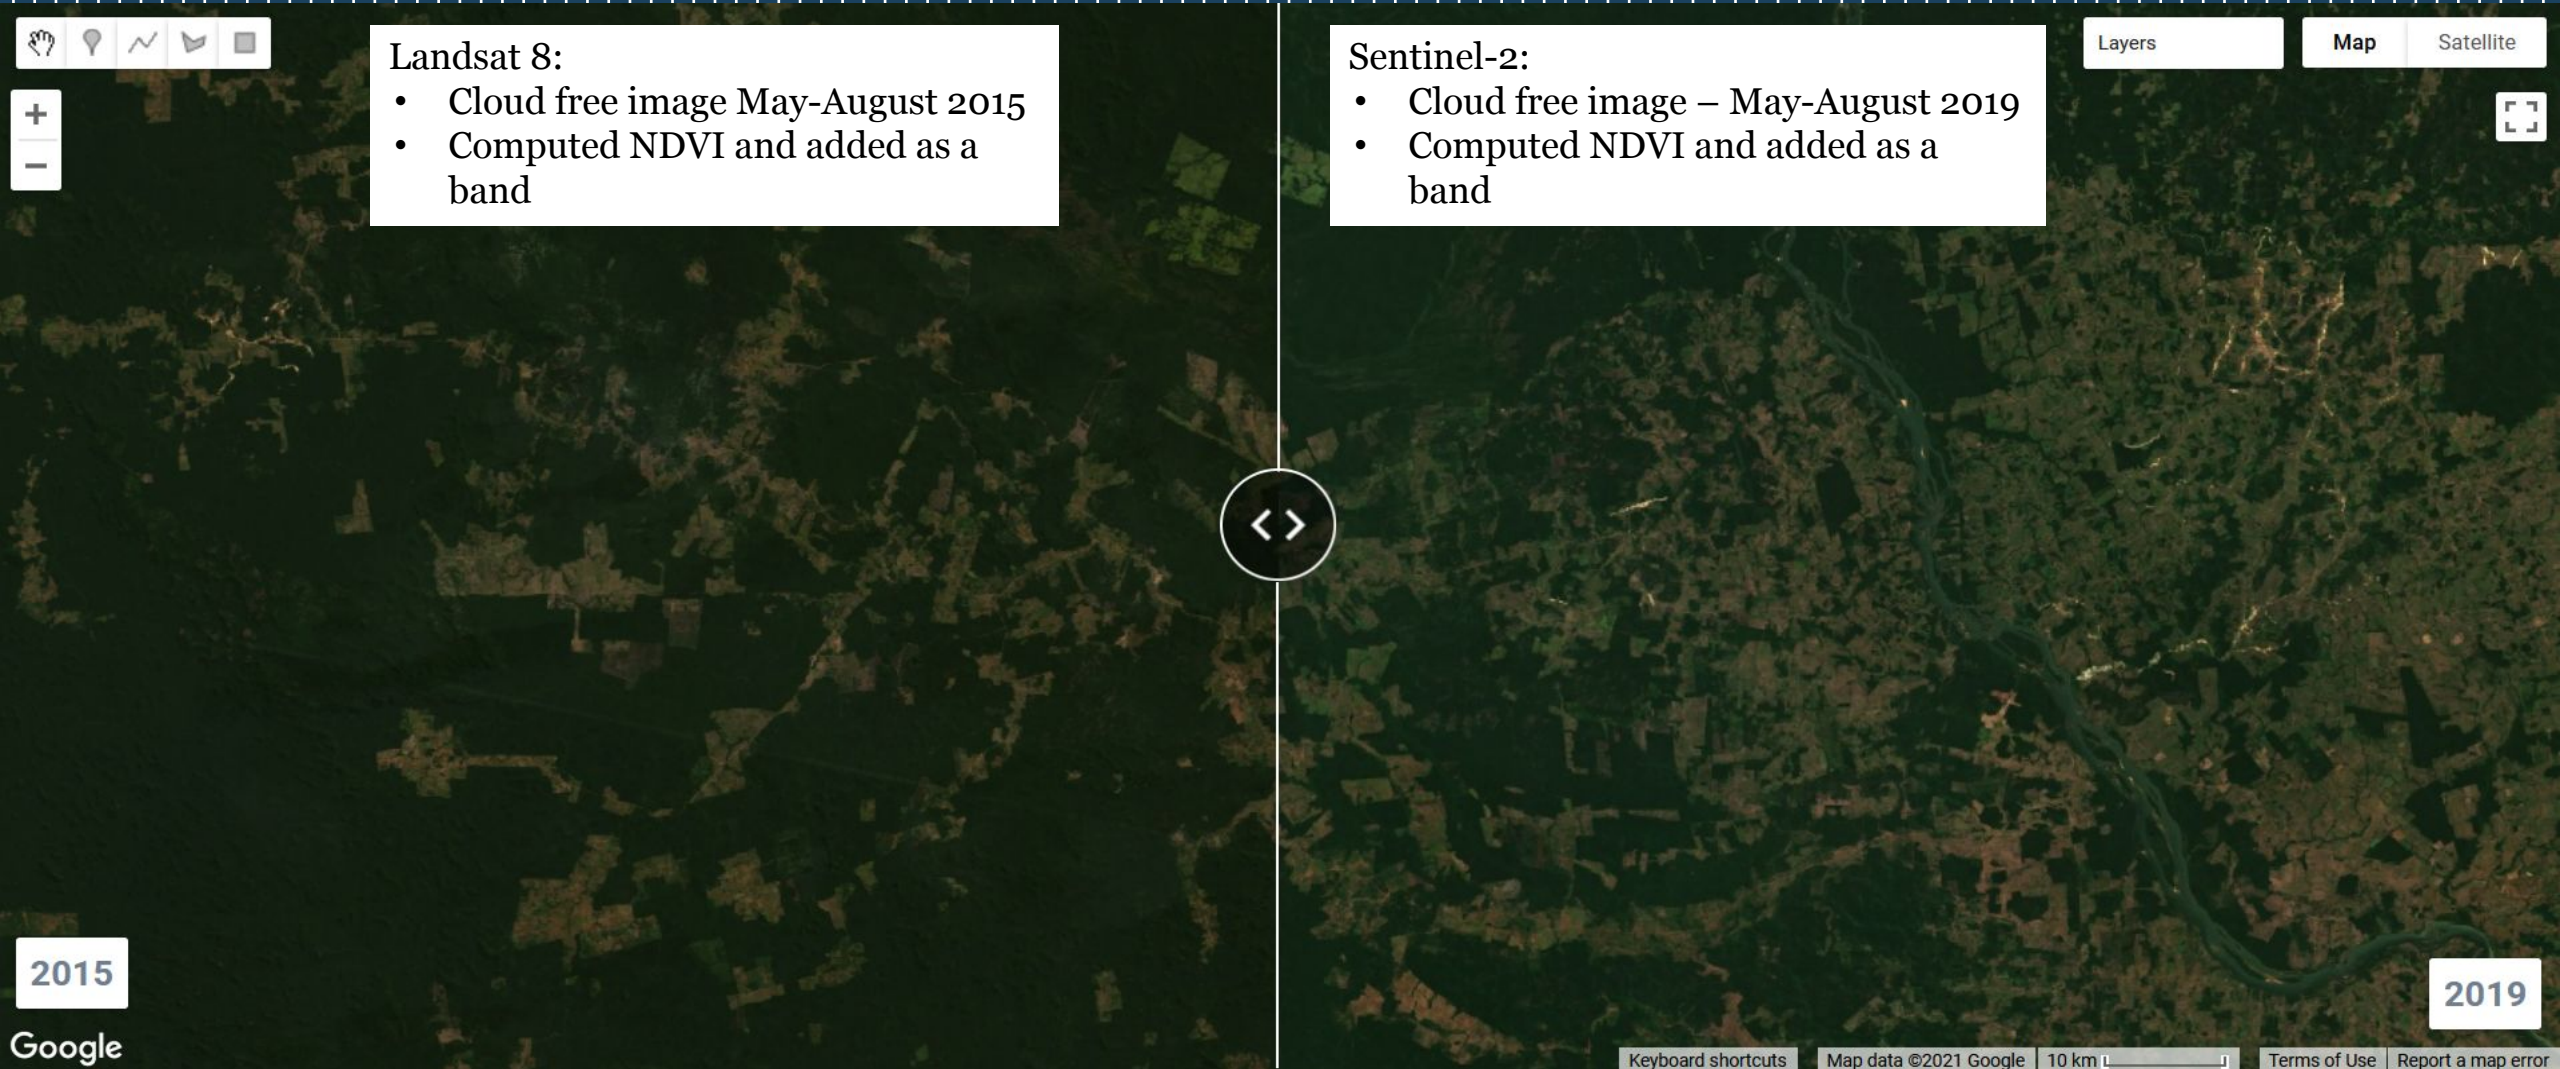 Landsat 8:
• Cloud free image May-August 2015
• Computed NDVI and added as a
band
Sentinel-2:
• Cloud free image – May-August 2019
• Computed NDVI and added as a
band
Layers
Map
Satellite
+
−
2015
2019
Google
Keyboard shortcuts
Map data ©2021 Google
10 km
Terms of Use
Report a map error